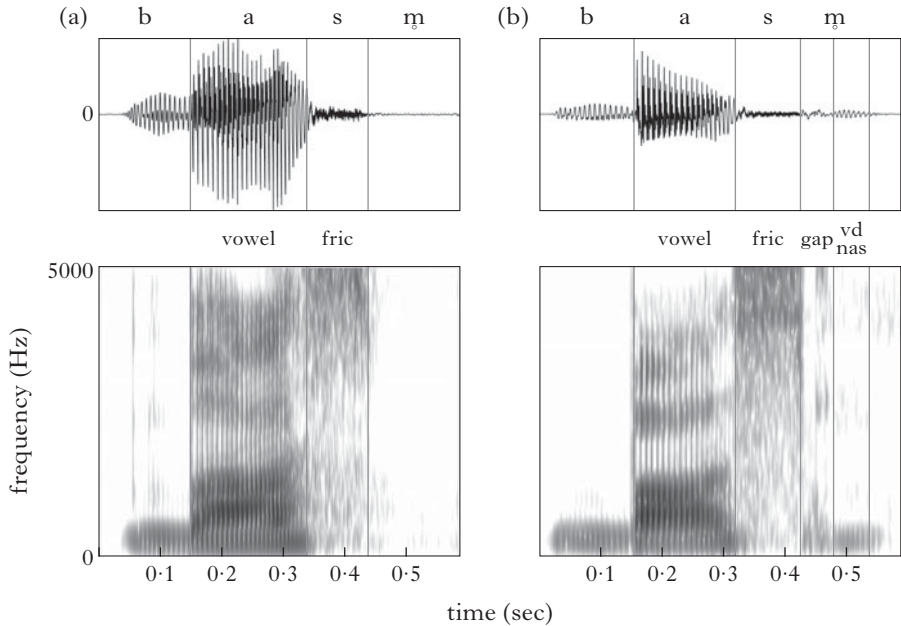 (a) b a s m̥ (b) b a s m̥
0
vowel fric vowel fric gap vd nas
5000
frequency (Hz)
0
0·1 0·2 0·3 0·4 0·5 0·1 0·2 0·3 0·4 0·5
time (sec)